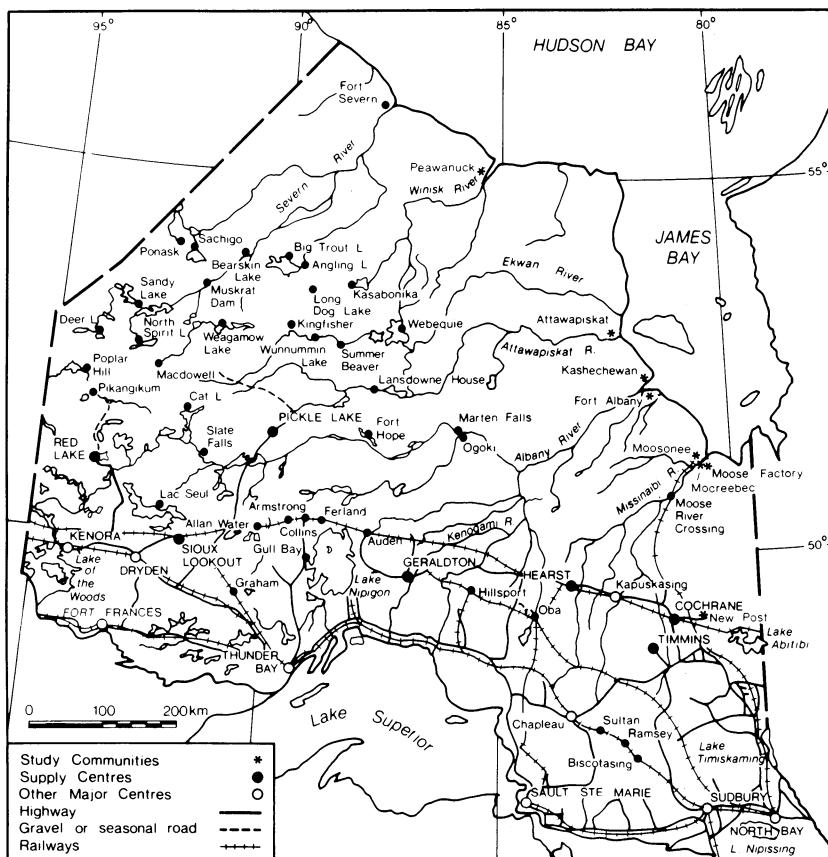 95°
90°
85°
80°
HUDSON BAY
Fort
Severn
Severn River
Peawanuck
Winisk River
55°
JAMES
BAY
Ponask
Sachigo
Bearskin
Lake
Big Trout L
Angling L
Ekwan River
Sandy
Lake
Muskrat
Dam
Long
Dog Lake
Kasabonika
Deer L
North
Spirit L
Weagamow
Lake
Kingfisher
Wunnummin
Lake
Summer
Beaver
Webequie
Attawapiskat
Attawapiskat R.
Poplar
Hill
Macdowell
Kashechewan
Pikangikum
Lansdowne House
Fort Albany
Cat L
PICKLE LAKE
Fort
Hope
Marten Falls
Ogoki
Albany River
RED
LAKE
Slate
Falls
Moosonee
Moose Factory
Mocreebec
Missinaibi R.
Moose
River
Crossing
Lac Seul
Armstrong
Ferland
Allan Water
Collins
Auden
Kenogami R.
50°
KENORA
SIOUX
LOOKOUT
Gull Bay
Lake
of the
Woods
DRYDEN
Graham
Lake
Nipigon
GERALDTON
Hillsport
HEARST
Kapuskasing
Oba
COCHRANE
New Post
Lake
Abitibi
FORT FRANCES
THUNDER
BAY
TIMMINS
0 100 200 km
Lake Superior
Chapleau
Sultan
Ramsey
Biscotasing
Lake
Timiskaming
SAULT STE MARIE
SUDBURY
NORTH BAY
L. Nipissing
Study Communities
Supply Centres
Other Major Centres
Highway
Gravel or seasonal road
Railways